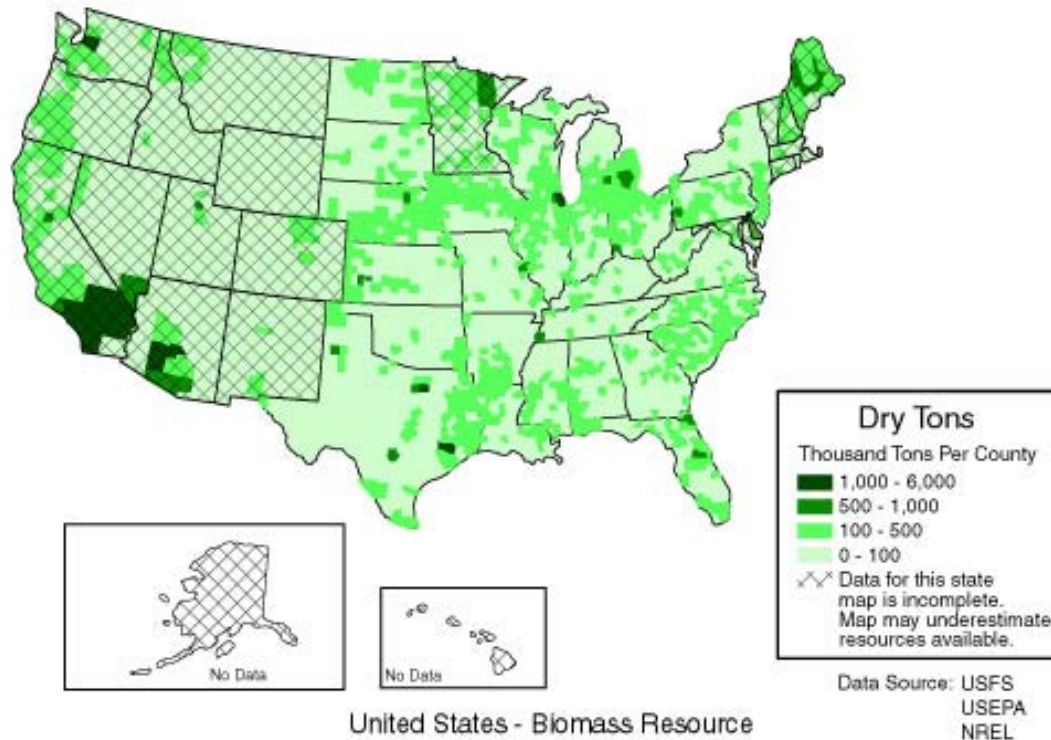 Dry Tons
Thousand Tons Per County
1,000 - 6,000
500 - 1,000
100 - 500
0 - 100
Data for this state
map is incomplete.
Map may underestimate
resources available.
No Data
No Data
Data Source: USFS
USEPA
NREL
United States - Biomass Resource